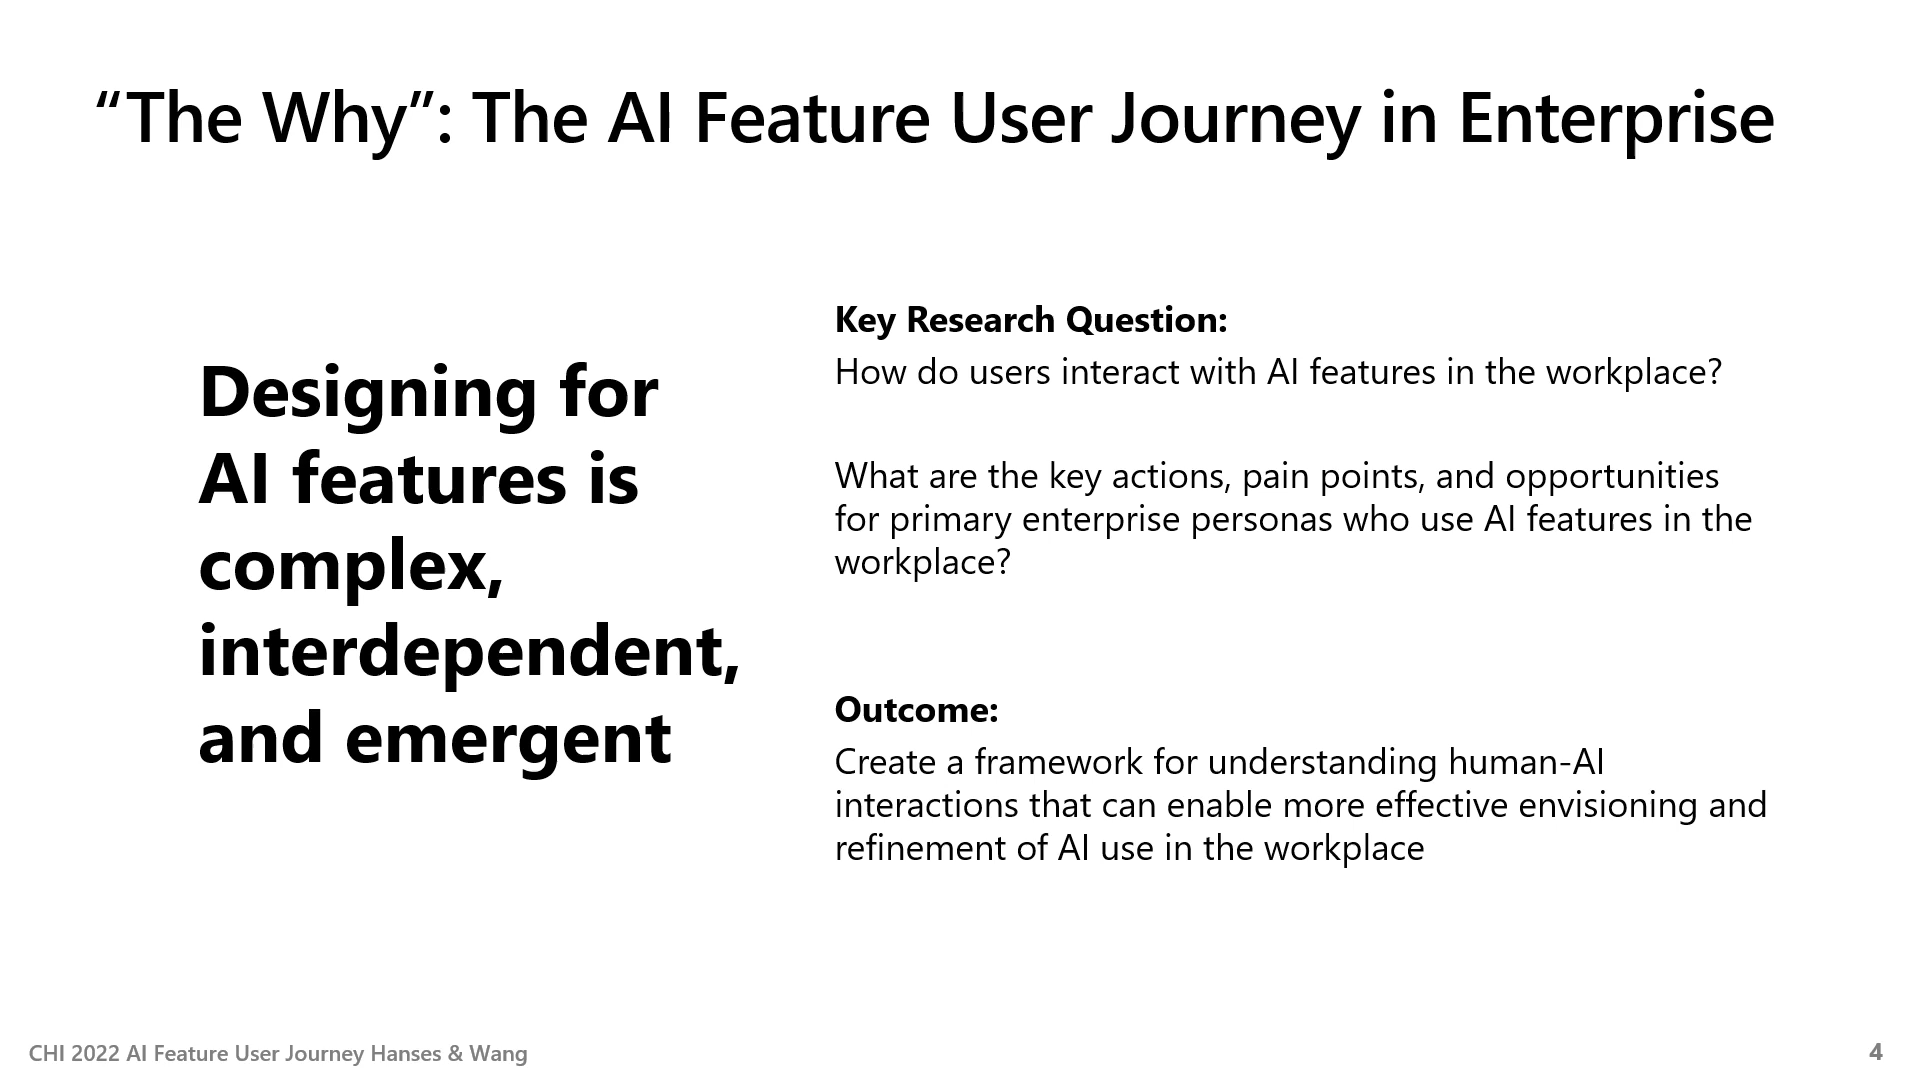 “The Why”: The AI Feature User Journey in Enterprise
Designing for
AI features is
complex,
interdependent,
and emergent
Key Research Question:
How do users interact with AI features in the workplace?
What are the key actions, pain points, and opportunities
for primary enterprise personas who use AI features in the
workplace?
Outcome:
Create a framework for understanding human-AI
interactions that can enable more effective envisioning and
refinement of AI use in the workplace
CHI 2022 AI Feature User Journey Hanses & Wang
4